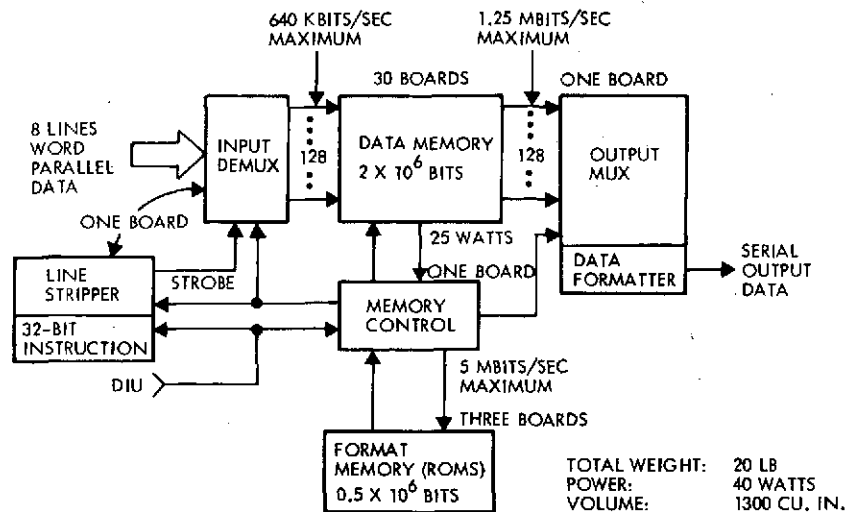 640 KBITS/SEC
MAXIMUM
1.25 MBITS/SEC
MAXIMUM
30 BOARDS
ONE BOARD
8 LINES
WORD
PARALLEL
DATA
INPUT
DEMUX
128
DATA MEMORY
2 X 10⁶ BITS
128
OUTPUT
MUX
ONE BOARD
25 WATTS
ONE BOARD
LINE
STRIPPER
STROBE
32-BIT
INSTRUCTION
MEMORY
CONTROL
DATA
FORMATTER
SERIAL
OUTPUT
DATA
DIU
5 MBITS/SEC
MAXIMUM
THREE BOARDS
FORMAT
MEMORY (ROMS)
0.5 X 10⁶ BITS
TOTAL WEIGHT: 20 LB
POWER: 40 WATTS
VOLUME: 1300 CU. IN.